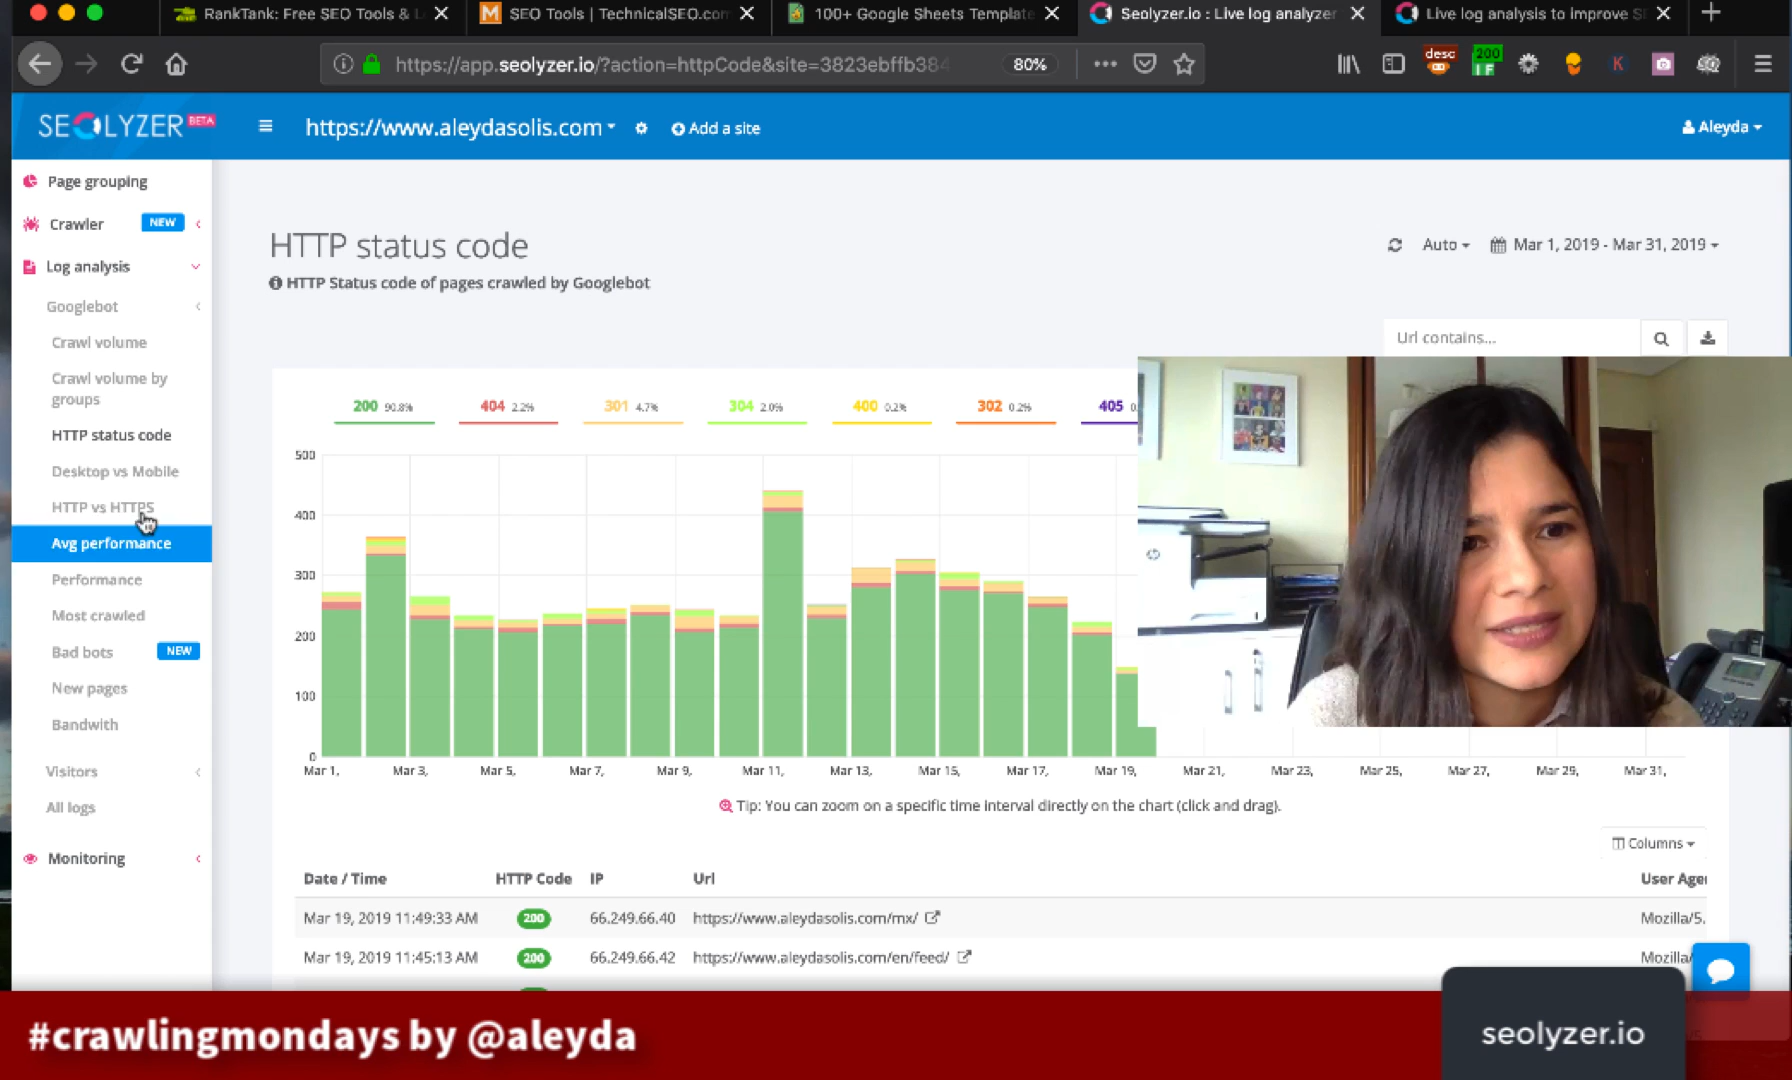 RankTank: Free SEO Tools &
SEO Tools | TechnicalSEO.com
100+ Google Sheets Template
Seolyzer.io : Live log analyzer
Live log analysis to improve S
https://app.seolyzer.io/?action=httpCode&site=3823ebffb384
80%
desc
200
IF
K
SEOLYZER BETA
https://www.aleydasolis.com
Add a site
Aleyda
Page grouping
Crawler NEW
Log analysis
Googlebot
Crawl volume
Crawl volume by
groups
HTTP status code
Desktop vs Mobile
HTTP vs HTTPS
Avg performance
Performance
Most crawled
Bad bots NEW
New pages
Bandwith
Visitors
All logs
Monitoring
HTTP status code
HTTP Status code of pages crawled by Googlebot
Auto
Mar 1, 2019 - Mar 31, 2019
Url contains...
200 90.8%
404 2.2%
301 4.7%
304 2.0%
400 0.2%
302 0.2%
405
500
400
300
200
100
0
Mar 1, Mar 3, Mar 5, Mar 7, Mar 9, Mar 11, Mar 13, Mar 15, Mar 17, Mar 19, Mar 21, Mar 23, Mar 25, Mar 27, Mar 29, Mar 31,
Tip: You can zoom on a specific time interval directly on the chart (click and drag).
Columns
Date / Time HTTP Code IP Url User Agen
Mar 19, 2019 11:49:33 AM 200 66.249.66.40 https://www.aleydasolis.com/mx/ Mozilla/5.
Mar 19, 2019 11:45:13 AM 200 66.249.66.42 https://www.aleydasolis.com/en/feed/ Mozilla/
#crawlingmondays by @aleyda
seolyzer.io